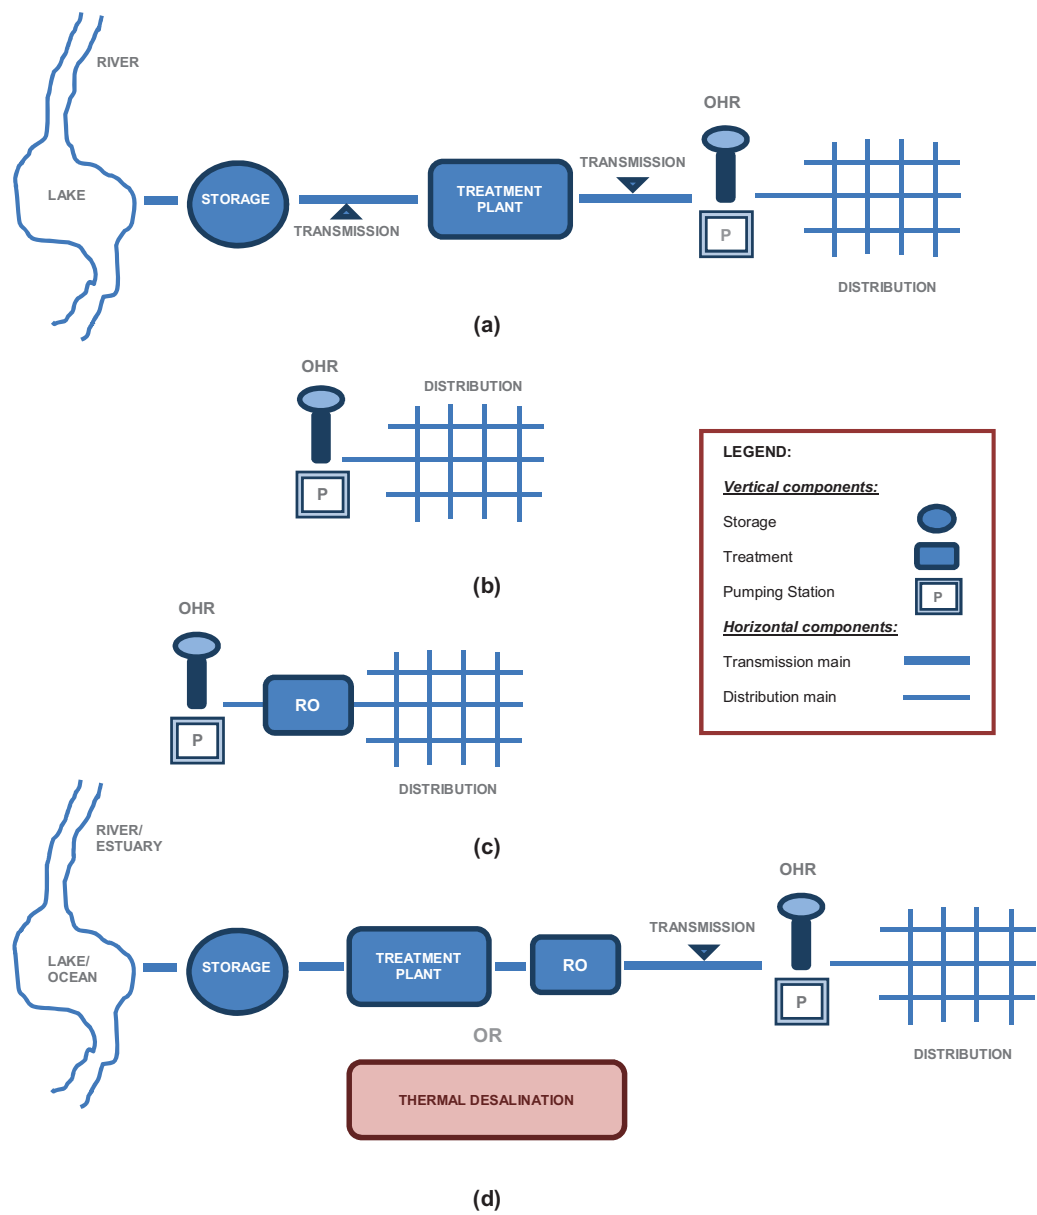 RIVER
OHR
TRANSMISSION
LAKE
STORAGE
TREATMENT
PLANT
TRANSMISSION
P
DISTRIBUTION
(a)
OHR
DISTRIBUTION
P
(b)
LEGEND:
Vertical components:
Storage
Treatment
Pumping Station
P
Horizontal components:
Transmission main
Distribution main
OHR
RO
P
DISTRIBUTION
(c)
RIVER/
ESTUARY
OHR
TRANSMISSION
LAKE/
OCEAN
STORAGE
TREATMENT
PLANT
RO
P
OR
DISTRIBUTION
THERMAL DESALINATION
(d)